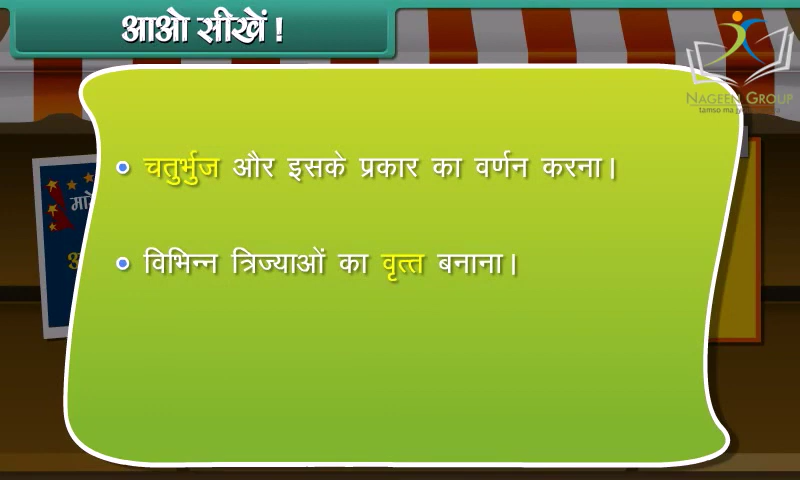 आओ सीखें!
NAGEEN GROUP
चतुर्भुज और इसके प्रकार का वर्णन करना।
विभिन्न त्रिज्याओं का वृत्त बनाना।